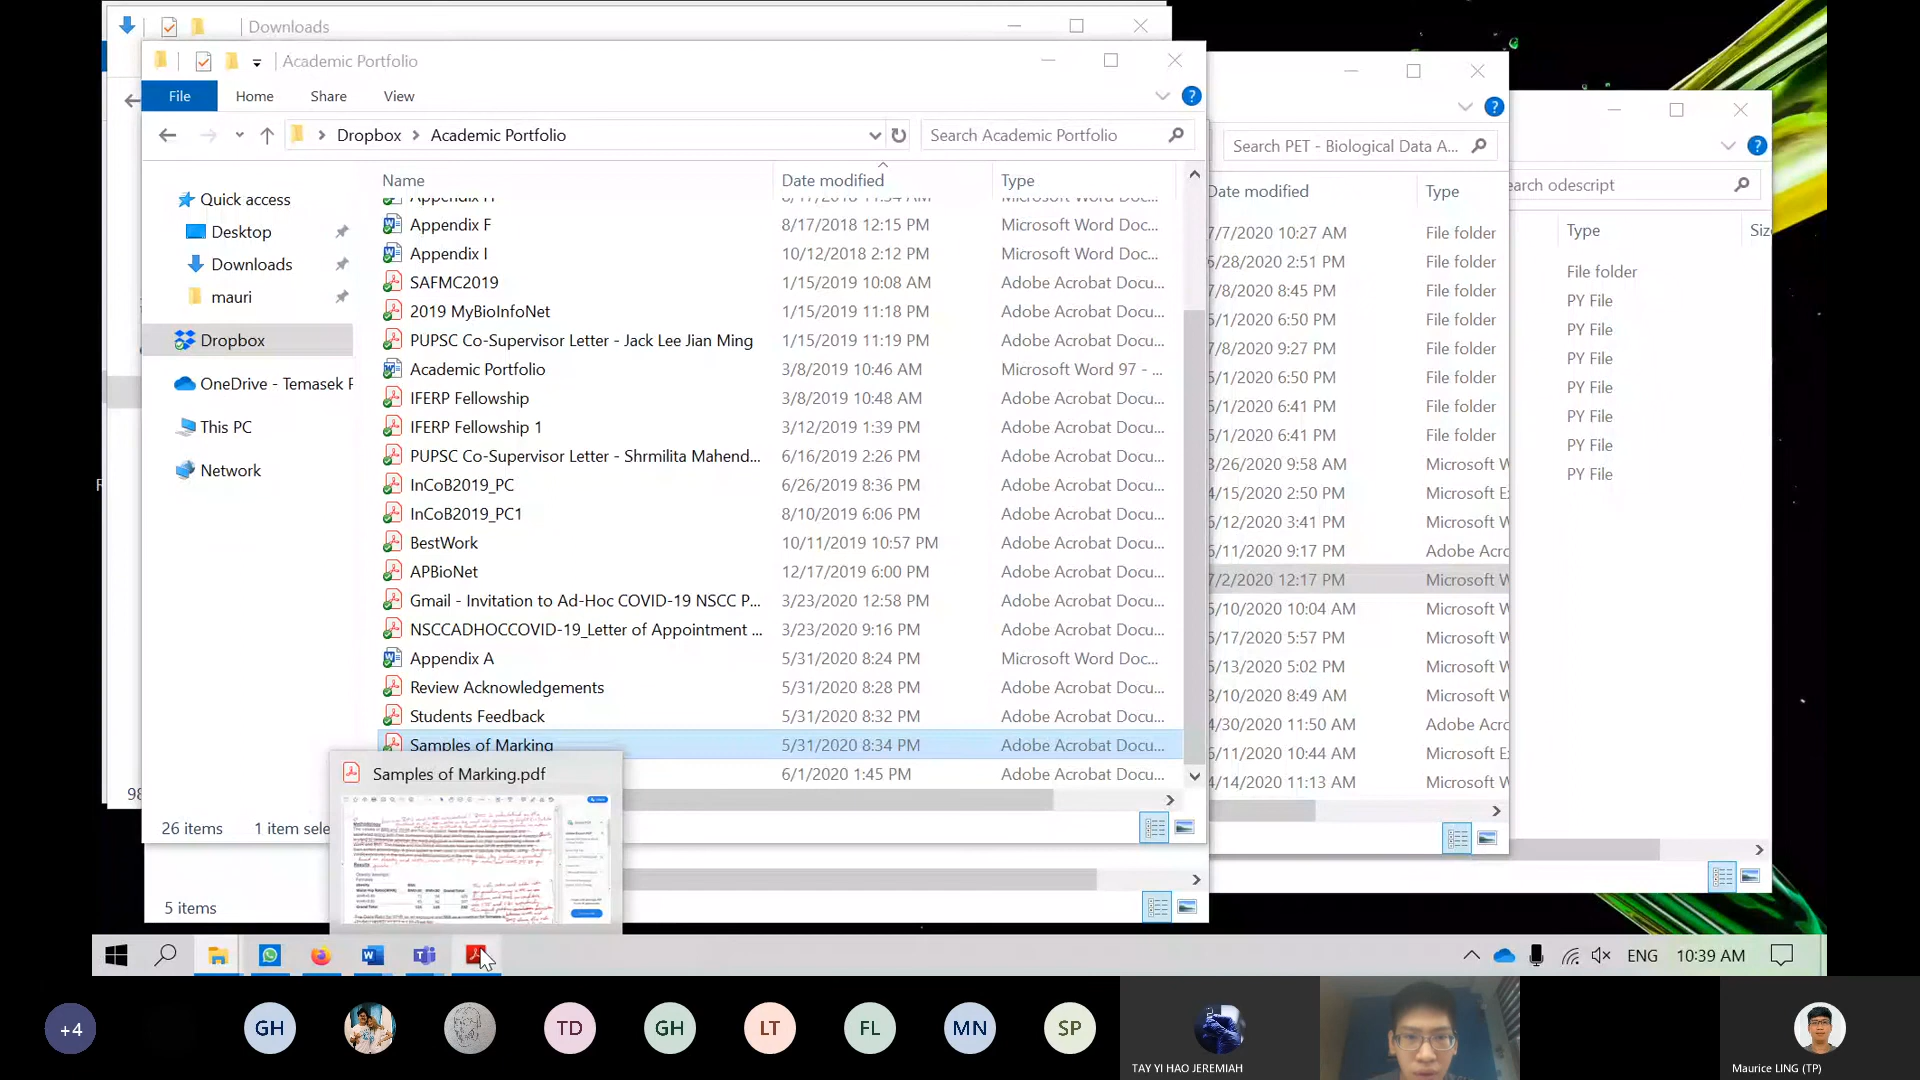 Downloads
Academic Portfolio
File
Home
Share
View
Dropbox
Academic Portfolio
Search Academic Portfolio
Search PET - Biological Data A...
earch odescript
Name
Date modified
Type
Date modified
Type
Type
Siz
Quick access
Desktop
Downloads
mauri
Dropbox
OneDrive - Temasek P
This PC
Network
Appendix F 8/17/2018 12:15 PM Microsoft Word Doc...
Appendix I 10/12/2018 2:12 PM Microsoft Word Doc...
SAFMC2019 1/15/2019 10:08 AM Adobe Acrobat Docu...
2019 MyBioInfoNet 1/15/2019 11:18 PM Adobe Acrobat Docu...
PUPSC Co-Supervisor Letter - Jack Lee Jian Ming 1/15/2019 11:19 PM Adobe Acrobat Docu...
Academic Portfolio 3/8/2019 10:46 AM Microsoft Word 97 - ...
IFERP Fellowship 3/8/2019 10:48 AM Adobe Acrobat Docu...
IFERP Fellowship 1 3/12/2019 1:39 PM Adobe Acrobat Docu...
PUPSC Co-Supervisor Letter - Shrmilita Mahend... 6/16/2019 2:26 PM Adobe Acrobat Docu...
InCoB2019_PC 6/26/2019 8:36 PM Adobe Acrobat Docu...
InCoB2019_PC1 8/10/2019 6:06 PM Adobe Acrobat Docu...
BestWork 10/11/2019 10:57 PM Adobe Acrobat Docu...
APBioNet 12/17/2019 6:00 PM Adobe Acrobat Docu...
Gmail - Invitation to Ad-Hoc COVID-19 NSCC P... 3/23/2020 12:58 PM Adobe Acrobat Docu...
NSCCADHOCCOVID-19_Letter of Appointment ... 3/23/2020 9:16 PM Adobe Acrobat Docu...
Appendix A 5/31/2020 8:24 PM Microsoft Word Doc...
Review Acknowledgements 5/31/2020 8:28 PM Adobe Acrobat Docu...
Students Feedback 5/31/2020 8:32 PM Adobe Acrobat Docu...
Samples of Marking 5/31/2020 8:34 PM Adobe Acrobat Docu...
6/1/2020 1:45 PM Adobe Acrobat Docu...
7/7/2020 10:27 AM File folder
6/28/2020 2:51 PM File folder
7/8/2020 8:45 PM File folder
5/1/2020 6:50 PM File folder
7/8/2020 9:27 PM File folder
5/1/2020 6:50 PM File folder
5/1/2020 6:41 PM File folder
5/1/2020 6:41 PM File folder
3/26/2020 9:58 AM Microsoft W
4/15/2020 2:50 PM Microsoft E
6/12/2020 3:41 PM Microsoft W
6/11/2020 9:17 PM Adobe Acro
7/2/2020 12:17 PM Microsoft W
5/10/2020 10:04 AM Microsoft W
5/17/2020 5:57 PM Microsoft W
5/13/2020 5:02 PM Microsoft W
3/10/2020 8:49 AM Microsoft W
4/30/2020 11:50 AM Adobe Acro
6/11/2020 10:44 AM Microsoft W
4/14/2020 11:13 AM Microsoft W
File folder
PY File
PY File
PY File
PY File
PY File
PY File
PY File
Samples of Marking.pdf
98
26 items
1 item sele
5 items
ENG
10:39 AM
+4
GH
TD
GH
LT
FL
MN
SP
TAY YI HAO JEREMIAH
Maurice LING (TP)